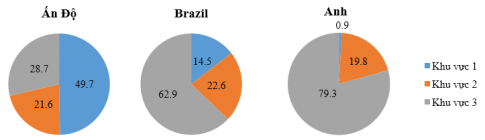 Ấn Độ
Brazil
Anh
28.7
49.7
21.6
14.5
62.9
22.6
0.9
19.8
79.3
Khu vực 1
Khu vực 2
Khu vực 3